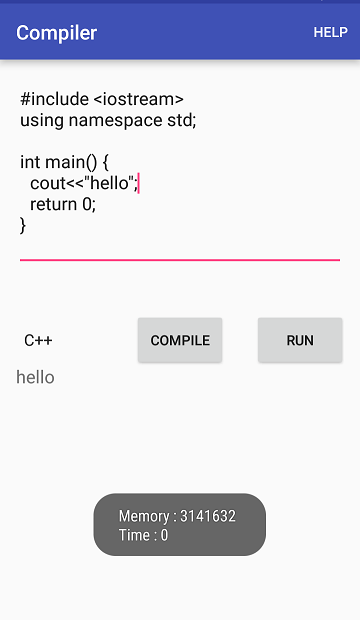 Compiler HELP
#include <iostream>
using namespace std;
int main() {
cout<<"hello";
return 0;
}
C++ COMPILE RUN
hello
Memory : 3141632
Time : 0